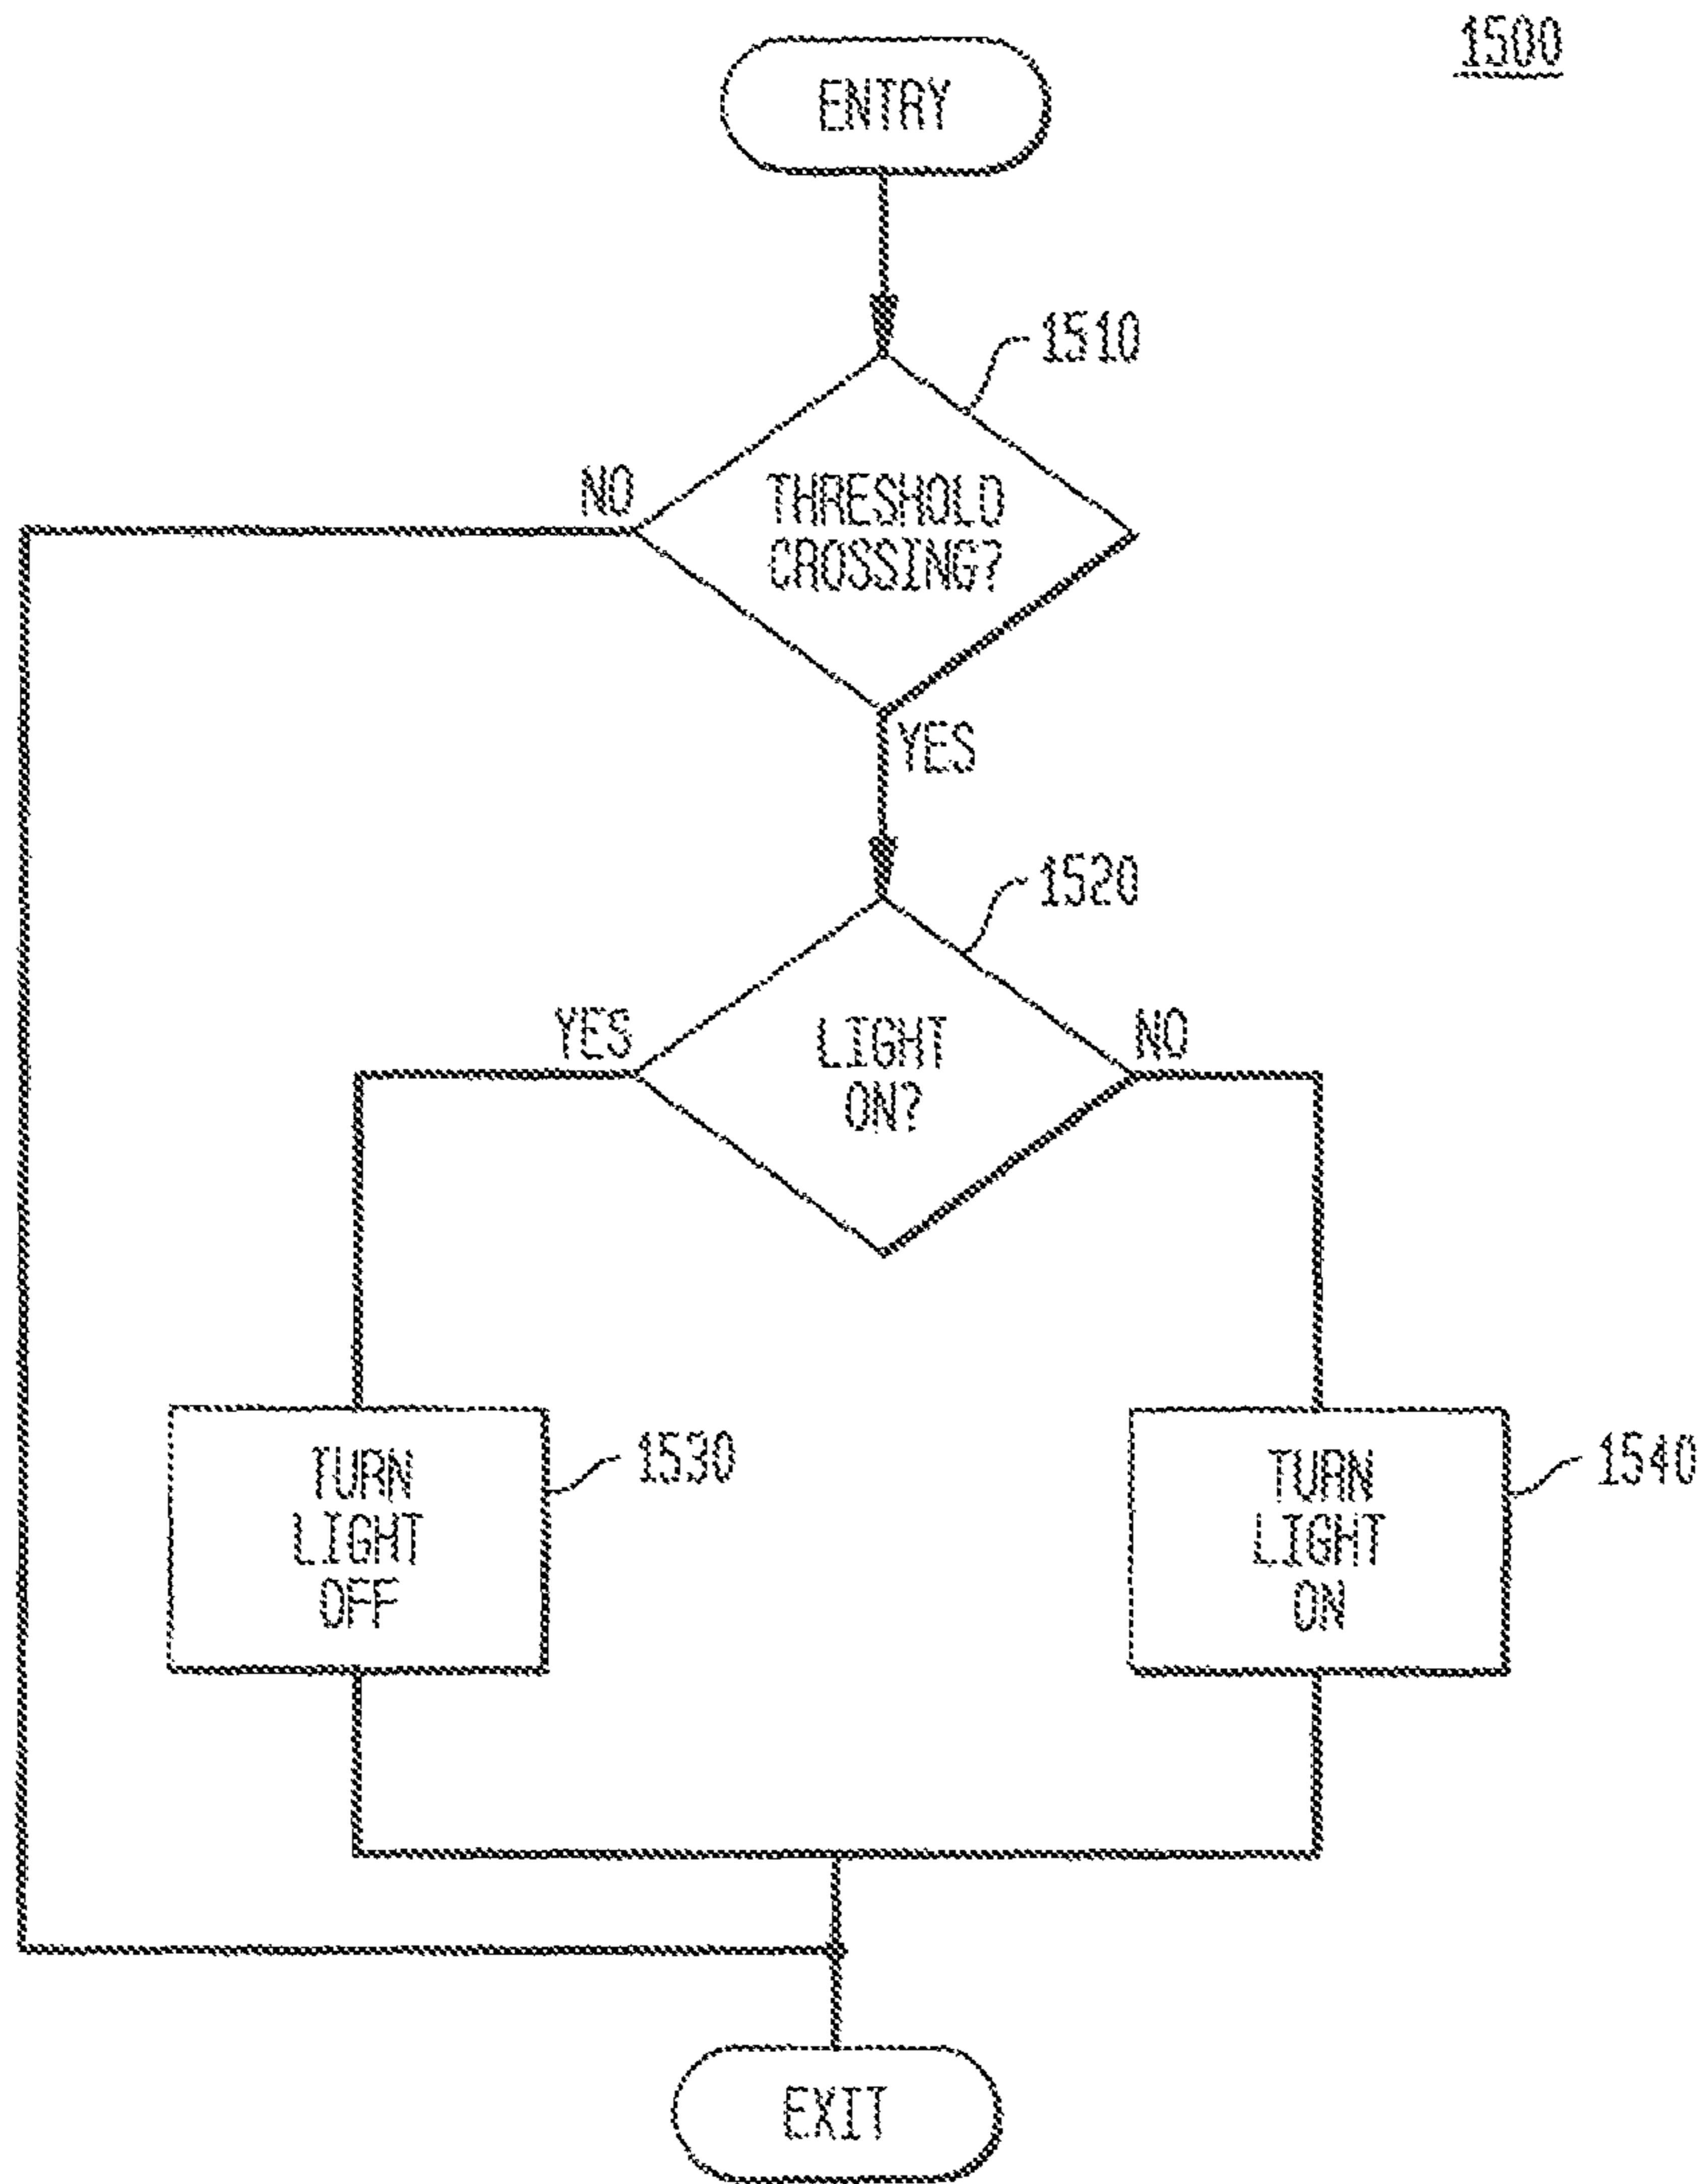 1500
ENTRY
1510
NO
THRESHOLD
CROSSING?
YES
1520
YES
LIGHT
ON?
NO
TURN
LIGHT
OFF
1530
TURN
LIGHT
ON
1540
EXIT